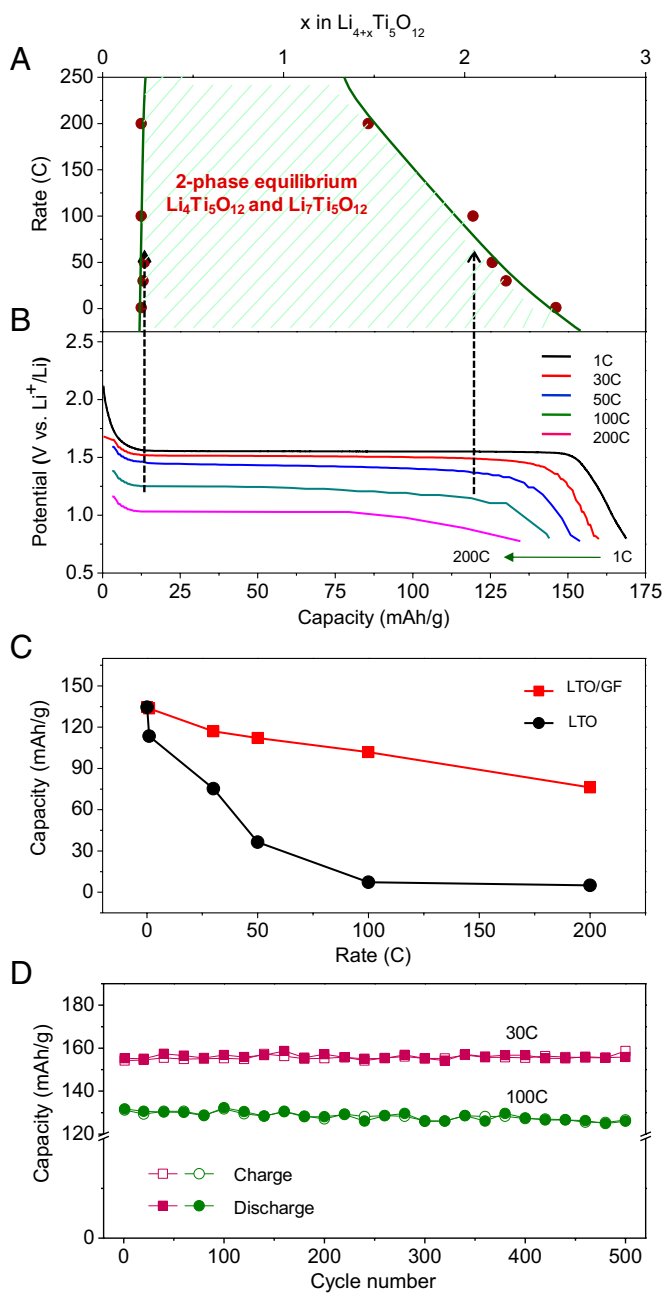 x in Li4+xTi5O12
0 1 2 3
A
250
200
150
100
50
0
Rate (C)
2-phase equilibrium
Li4Ti5O12 and Li7Ti5O12
B
2.5
2.0
1.5
1.0
0.5
Potential (V vs. Li+/Li)
1C
30C
50C
100C
200C
200C 1C
0 25 50 75 100 125 150 175
Capacity (mAh/g)
C
150
120
90
60
30
0
Capacity (mAh/g)
LTO/GF
LTO
0 50 100 150 200
Rate (C)
D
180
160
140
120
0
Capacity (mAh/g)
30C
100C
Charge
Discharge
0 100 200 300 400 500
Cycle number